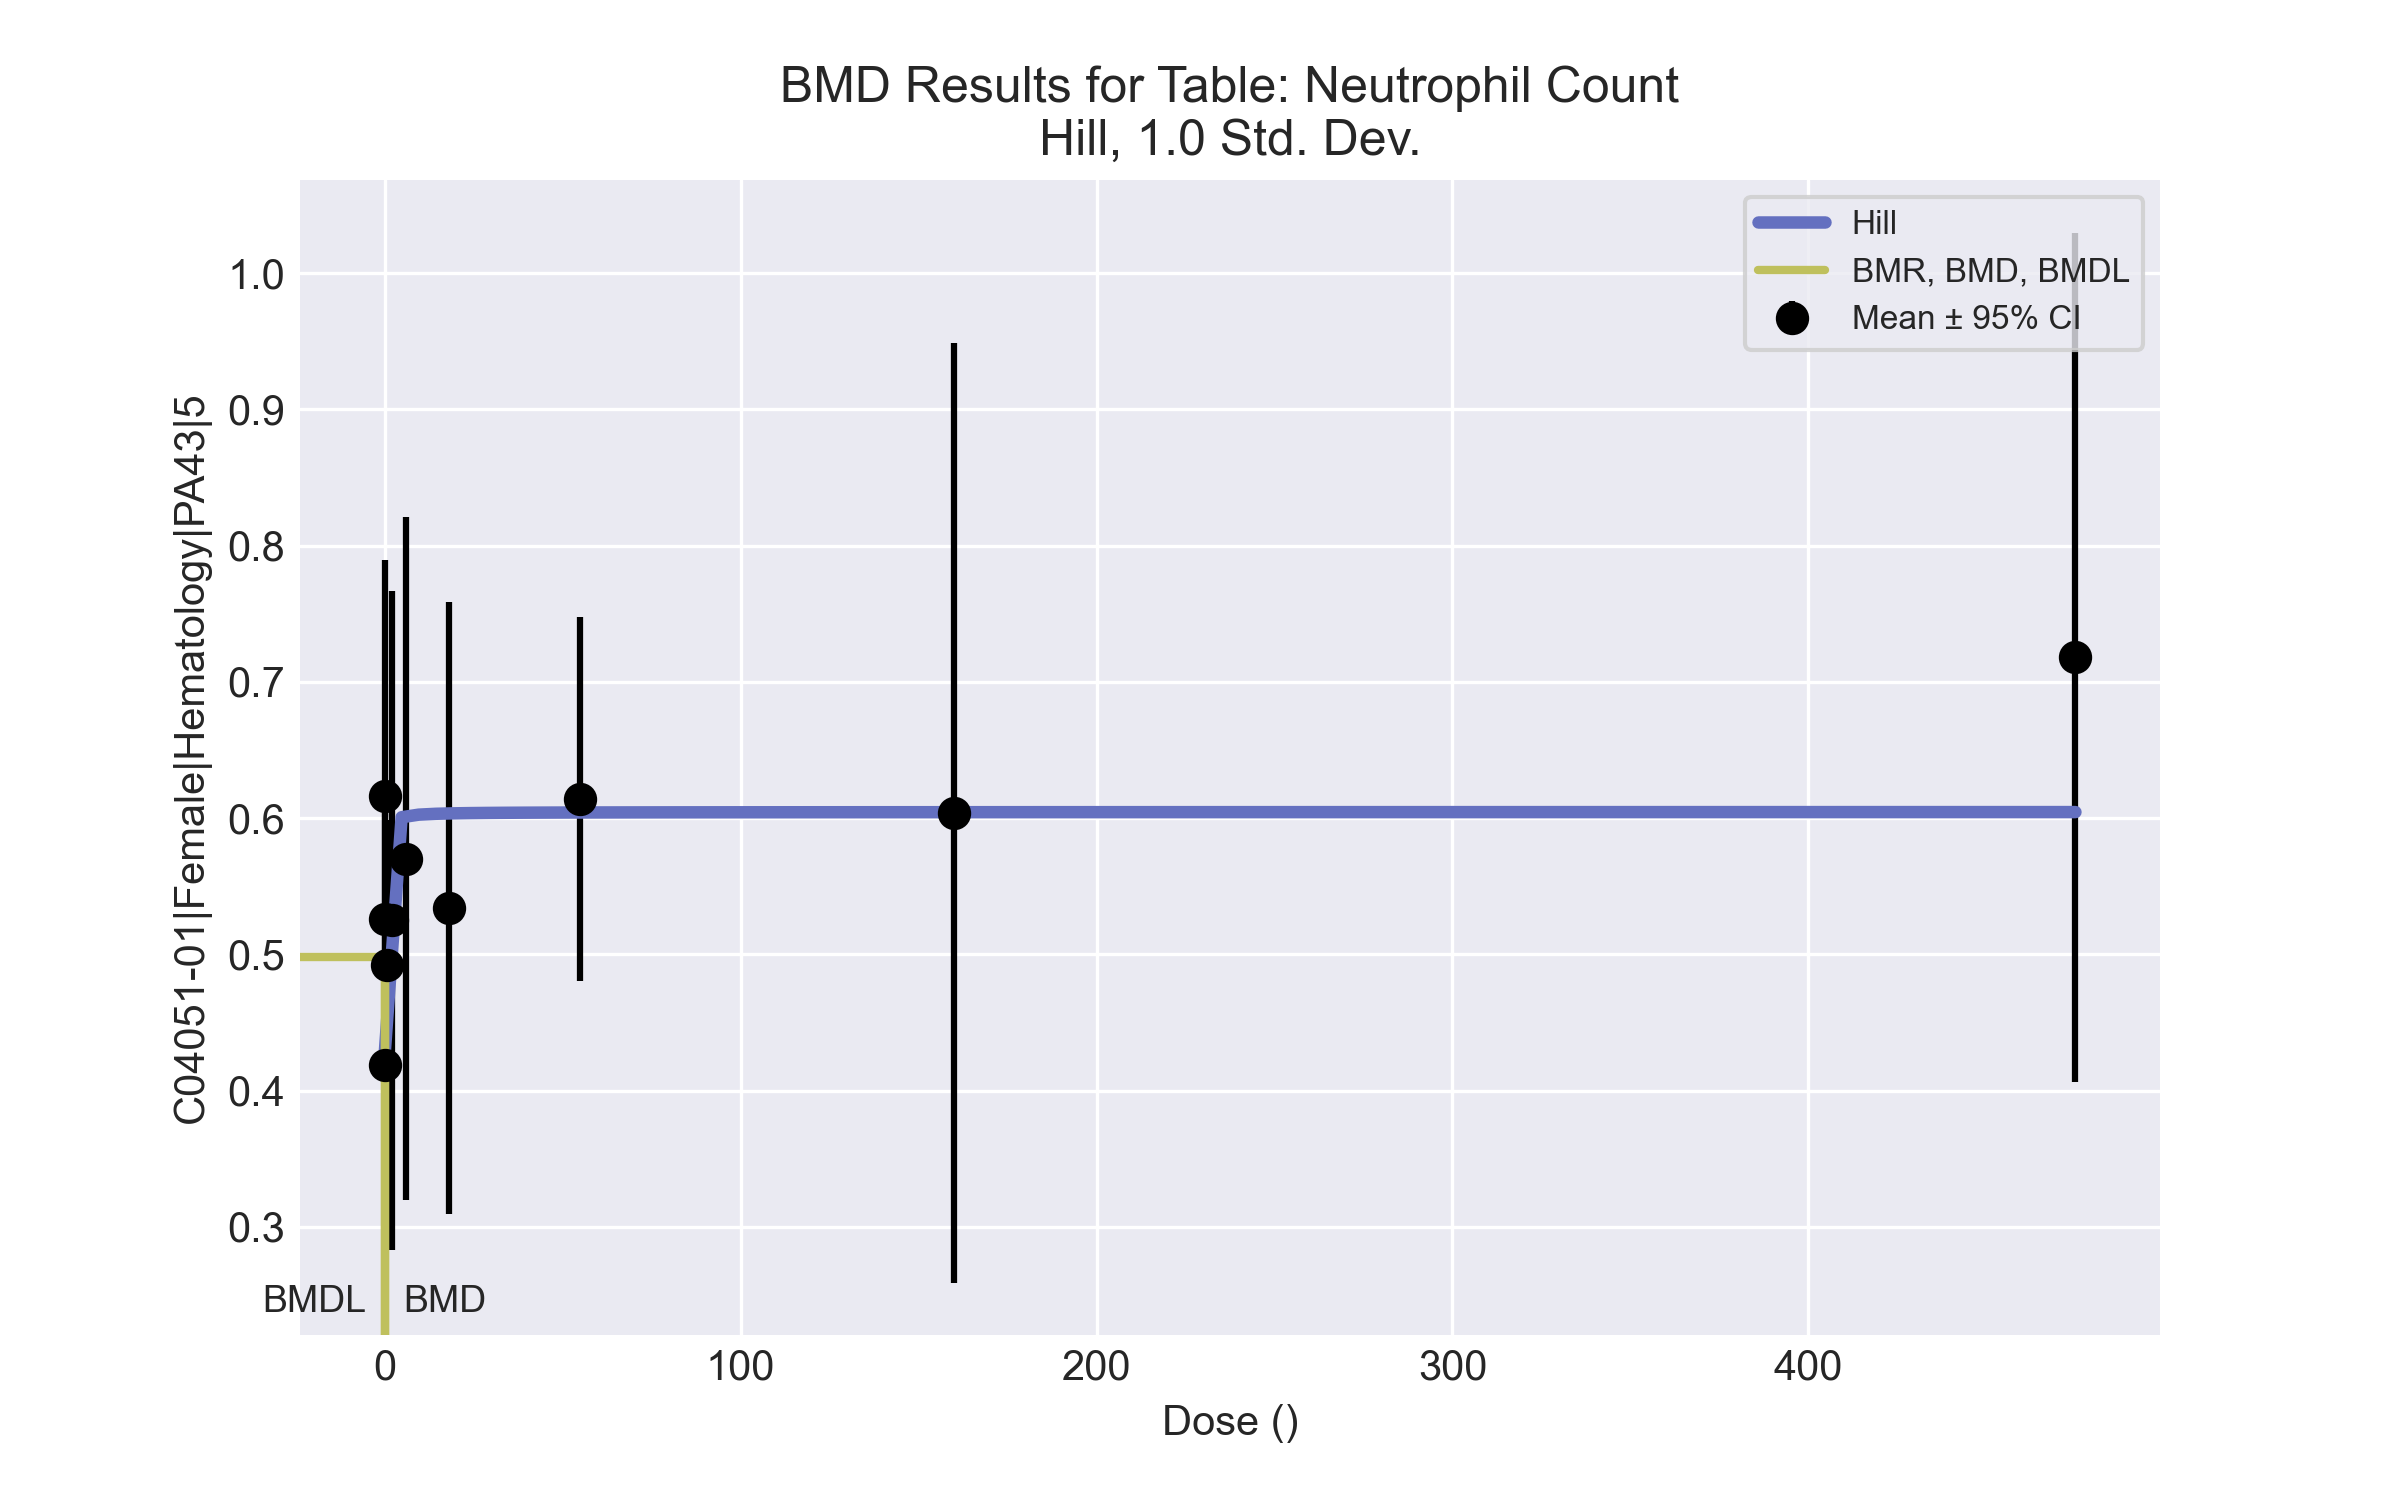 BMD Results for Table: Neutrophil Count
Hill, 1.0 Std. Dev.
Hill
BMR, BMD, BMDL
Mean ± 95% CI
C04051-01|Female|Hematology|PA43|5
1.0
0.9
0.8
0.7
0.6
0.5
0.4
0.3
BMDL BMD
0 100 200 300 400
Dose ()